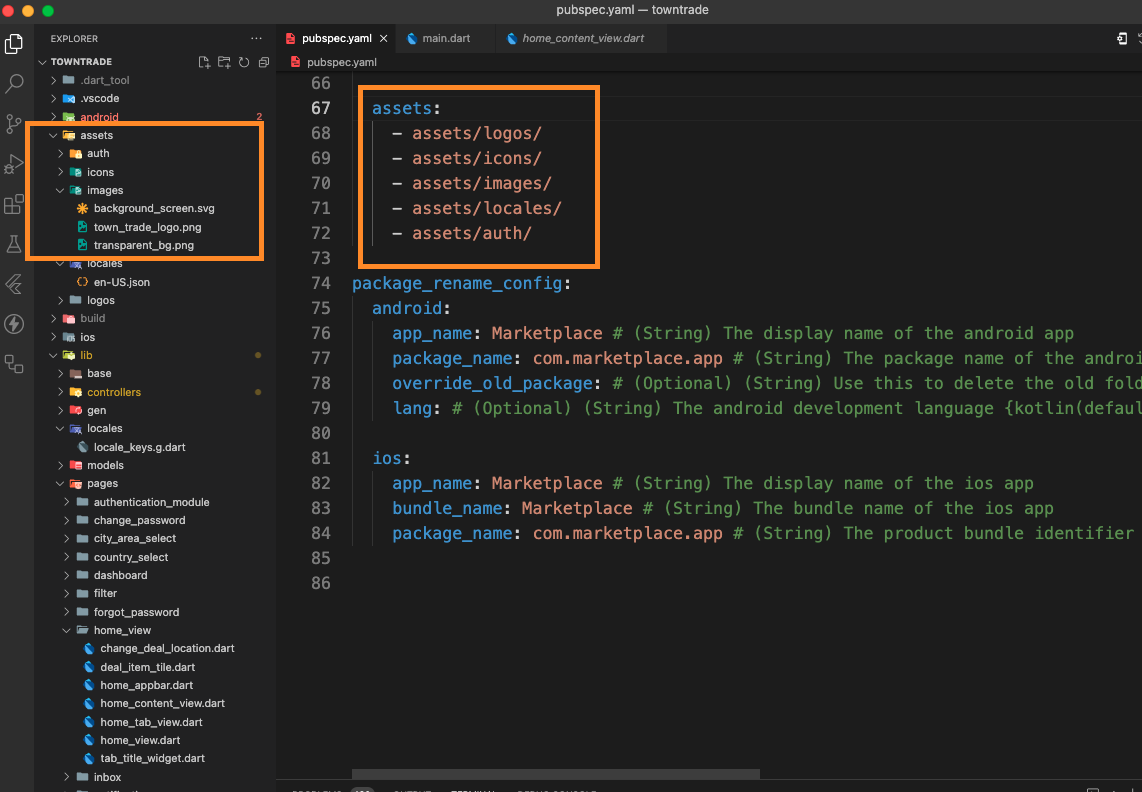 pubspec.yaml — towntrade
EXPLORER
TOWNTRADE
.dart_tool
.vscode
android 2
assets
auth
icons
images
background_screen.svg
town_trade_logo.png
transparent_bg.png
locales
en-US.json
logos
build
ios
lib
base
controllers
gen
locales
locale_keys.g.dart
models
pages
authentication_module
change_password
city_area_select
country_select
dashboard
filter
forgot_password
home_view
change_deal_location.dart
deal_item_tile.dart
home_appbar.dart
home_content_view.dart
home_tab_view.dart
home_view.dart
tab_title_widget.dart
inbox
pubspec.yaml main.dart home_content_view.dart
pubspec.yaml
66
67 assets:
68 - assets/logos/
69 - assets/icons/
70 - assets/images/
71 - assets/locales/
72 - assets/auth/
73
74 package_rename_config:
75 android:
76 app_name: Marketplace # (String) The display name of the android app
77 package_name: com.marketplace.app # (String) The package name of the androi
78 override_old_package: # (Optional) (String) Use this to delete the old fold
79 lang: # (Optional) (String) The android development language {kotlin(defaul
80
81 ios:
82 app_name: Marketplace # (String) The display name of the ios app
83 bundle_name: Marketplace # (String) The bundle name of the ios app
84 package_name: com.marketplace.app # (String) The product bundle identifier
85
86